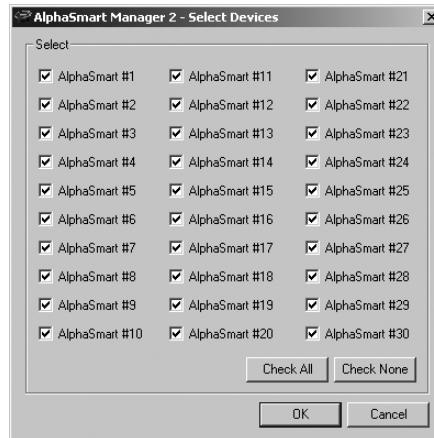 AlphaSmart Manager 2 - Select Devices
Select
AlphaSmart #1
AlphaSmart #2
AlphaSmart #3
AlphaSmart #4
AlphaSmart #5
AlphaSmart #6
AlphaSmart #7
AlphaSmart #8
AlphaSmart #9
AlphaSmart #10
AlphaSmart #11
AlphaSmart #12
AlphaSmart #13
AlphaSmart #14
AlphaSmart #15
AlphaSmart #16
AlphaSmart #17
AlphaSmart #18
AlphaSmart #19
AlphaSmart #20
AlphaSmart #21
AlphaSmart #22
AlphaSmart #23
AlphaSmart #24
AlphaSmart #25
AlphaSmart #26
AlphaSmart #27
AlphaSmart #28
AlphaSmart #29
AlphaSmart #30
Check All
Check None
OK
Cancel